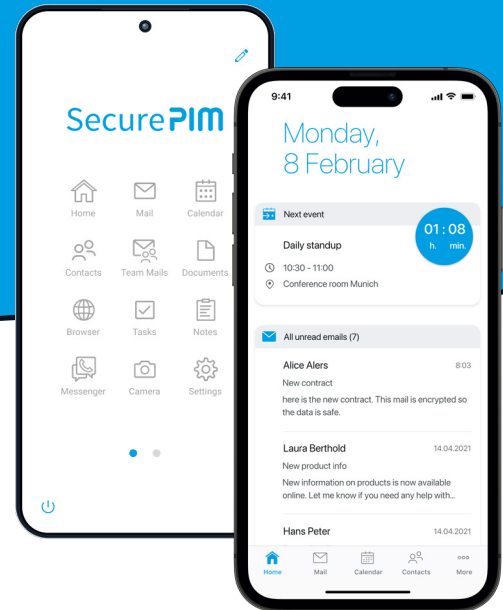 SecurePIM
Home Mail Calendar
Contacts Team Mails Documents
Browser Tasks Notes
Messenger Camera Settings
9:41
Monday,
8 February
Next event
01 : 08
h. min.
Daily standup
10:30 - 11:00
Conference room Munich
All unread emails (7)
Alice Alers 8:03
New contract
here is the new contract. This mail is encrypted so
the data is safe.
Laura Berthold 14.04.2021
New product info
New information on products is now available
online. Let me know if you need any help with...
Hans Peter 14.04.2021
Home Mail Calendar Contacts More